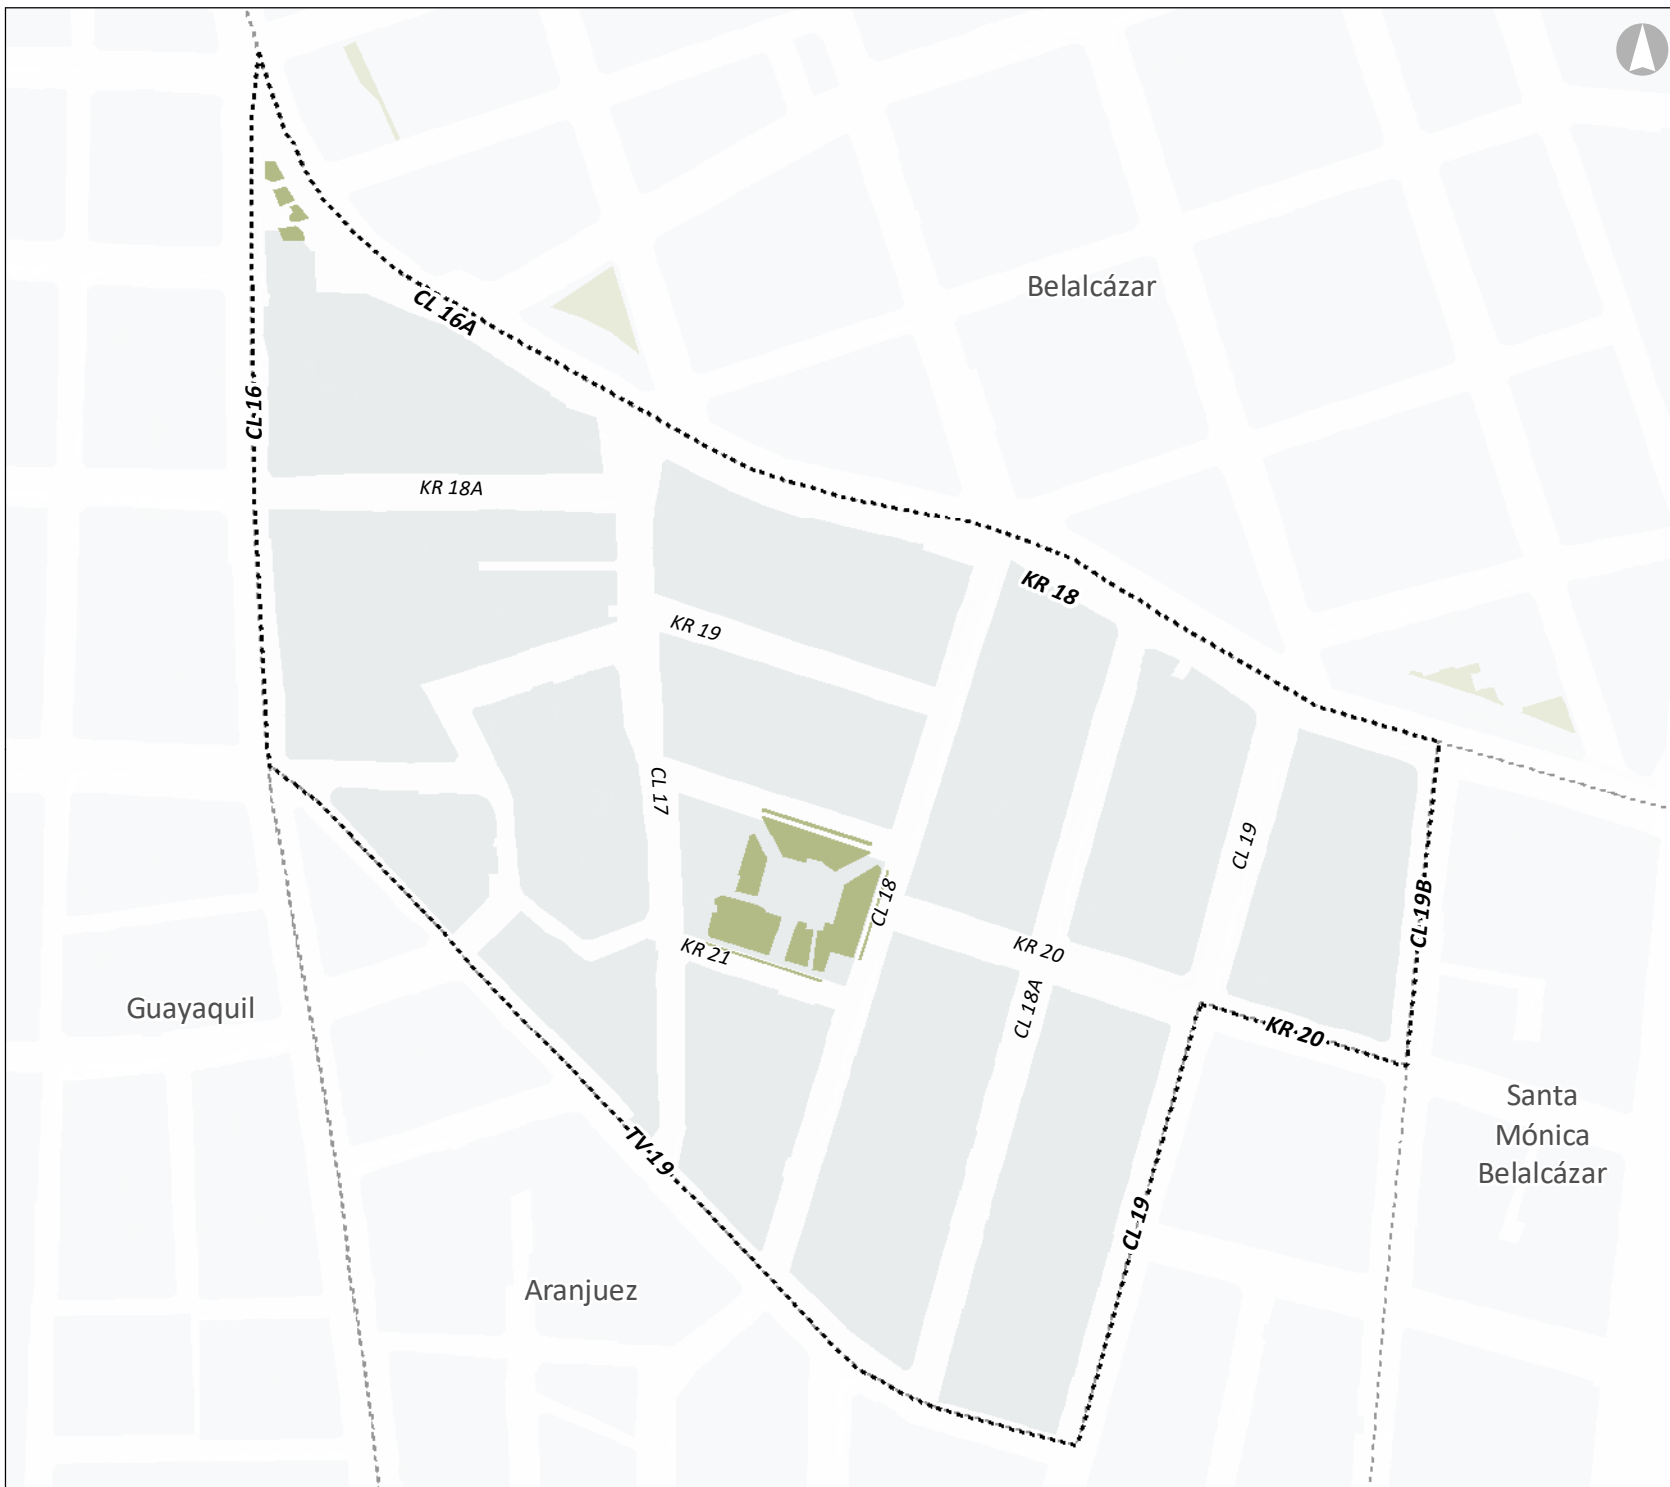 Belalcázar
CL 16A
CL 16
KR 18A
KR 18
KR 19
CL 17
CL 19
CL 18
CL 19B
KR 21
KR 20
CL 18A
Guayaquil
KR 20
Santa
Mónica
Belalcázar
TV 19
CL 19
Aranjuez